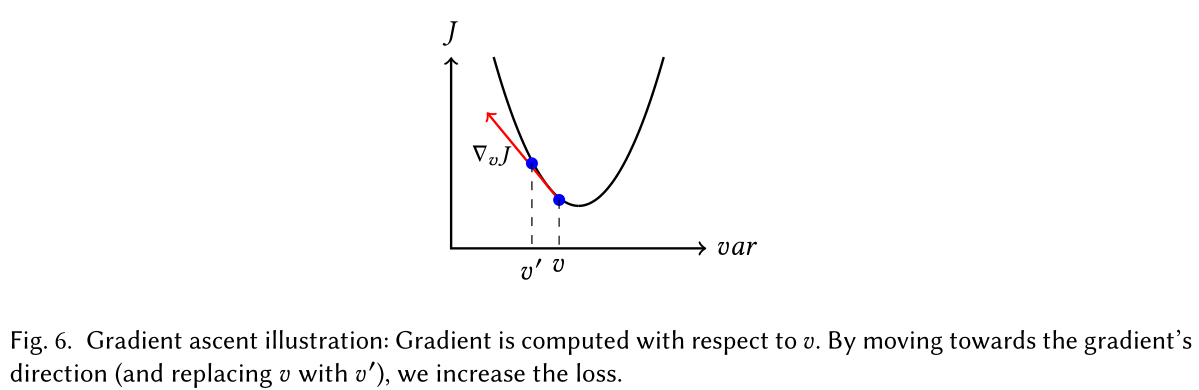 J
∇ᵥJ
var
v′ v
Fig. 6. Gradient ascent illustration: Gradient is computed with respect to v. By moving towards the gradient's
direction (and replacing v with v′), we increase the loss.